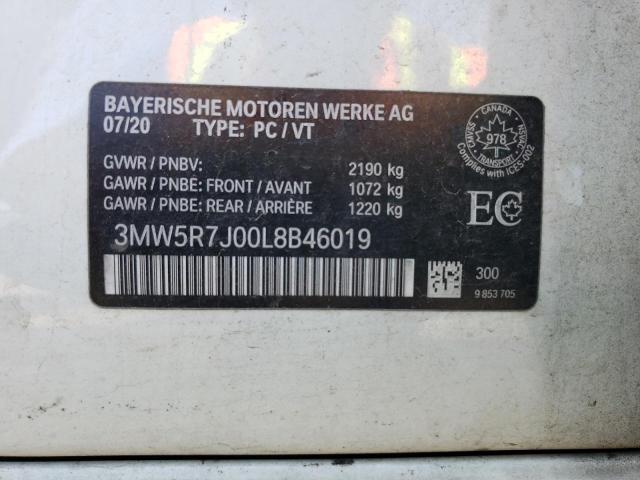 BAYERISCHE MOTOREN WERKE AG
07/20 TYPE: PC / VT
GVWR / PNBV: 2190 kg
GAWR / PNBE: FRONT / AVANT 1072 kg
GAWR / PNBE: REAR / ARRIÈRE 1220 kg
3MW5R7J00L8B46019
CANADA
CMVSS
NSVAC
978
TRANSPORT
Complies with ICES-002
EC
300
9 853 705